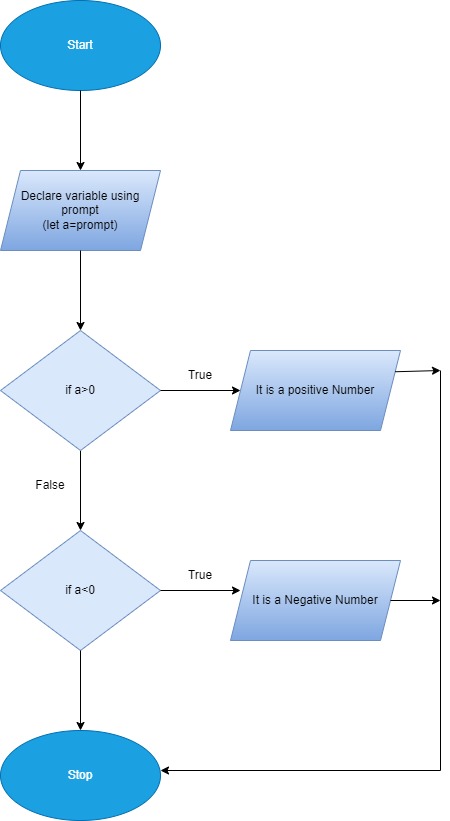 Start
Declare variable using
prompt
(let a=prompt)
if a>0
True
It is a positive Number
False
if a<0
True
It is a Negative Number
Stop